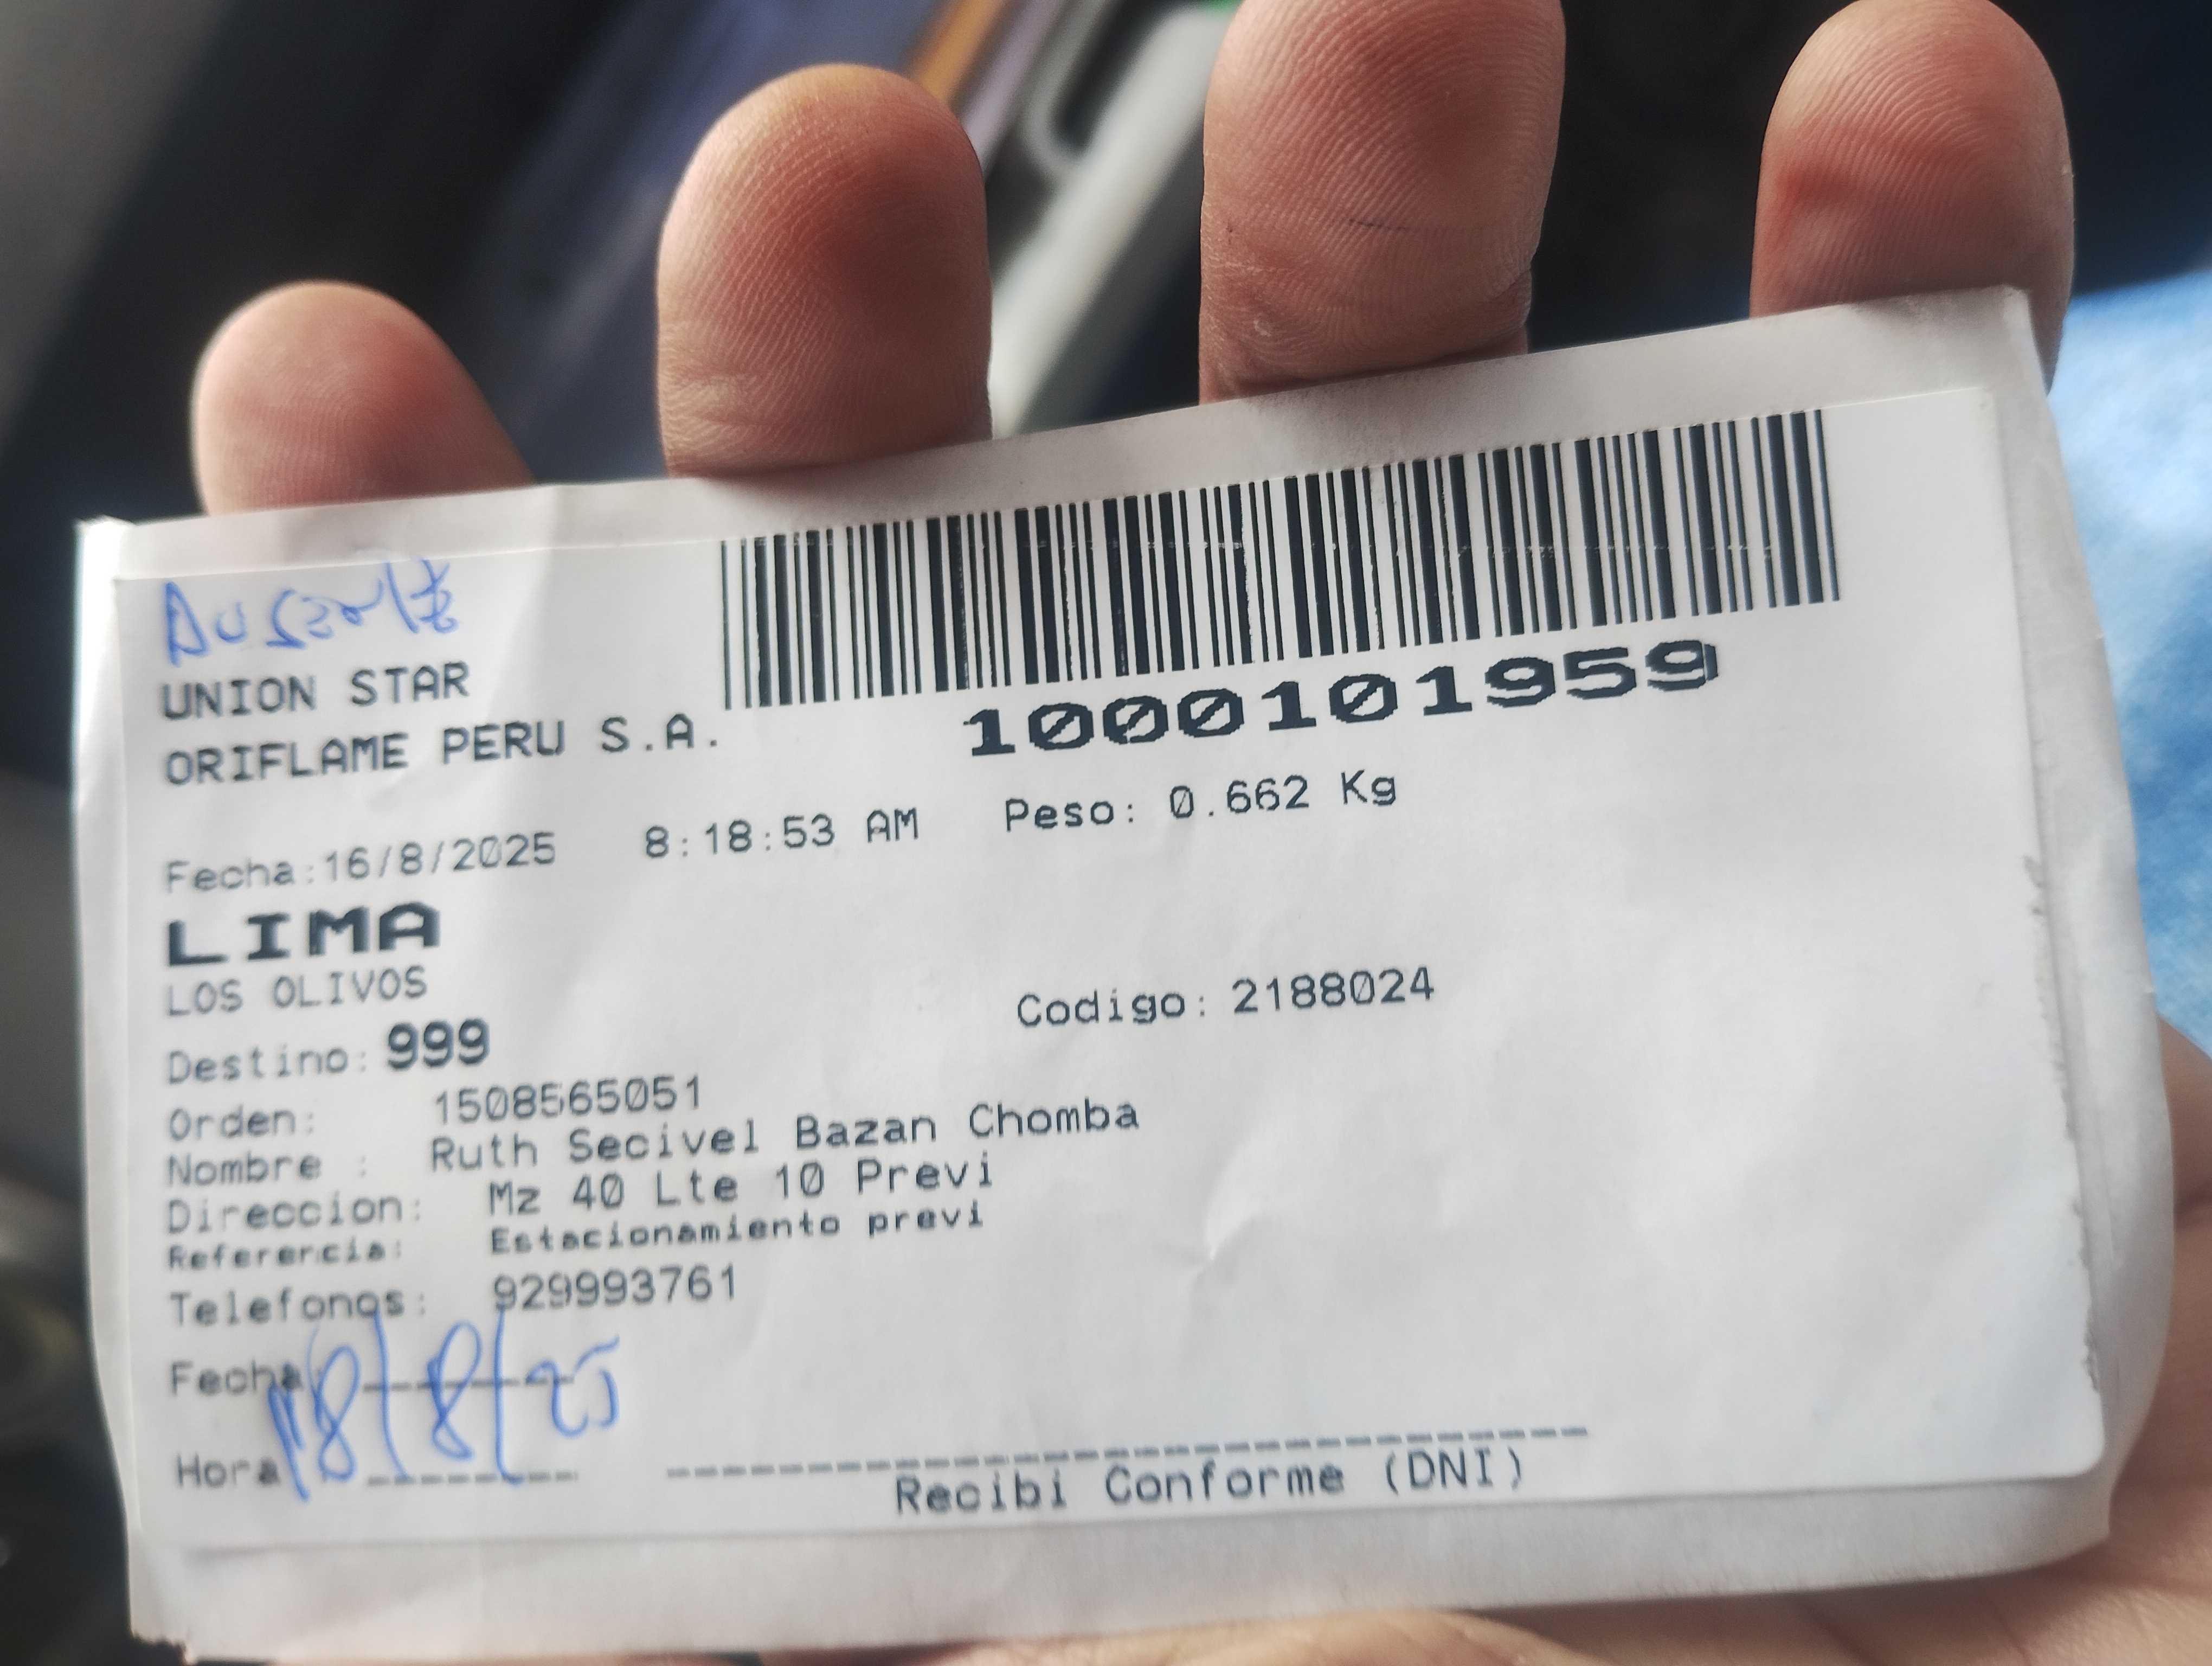 Ausente
UNION STAR
ORIFLAME PERU S.A.
1000101959
Fecha:16/8/2025 8:18:53 AM Peso: 0.662 Kg
LIMA
LOS OLIVOS
Codigo: 2188024
Destino: 999
Orden: 1508565051
Nombre : Ruth Secivel Bazan Chomba
Direccion: Mz 40 Lte 10 Previ
Referencia: Estacionamiento previ
Telefonos: 929993761
Fecha 18/8/25
Hora
Recibi Conforme (DNI)